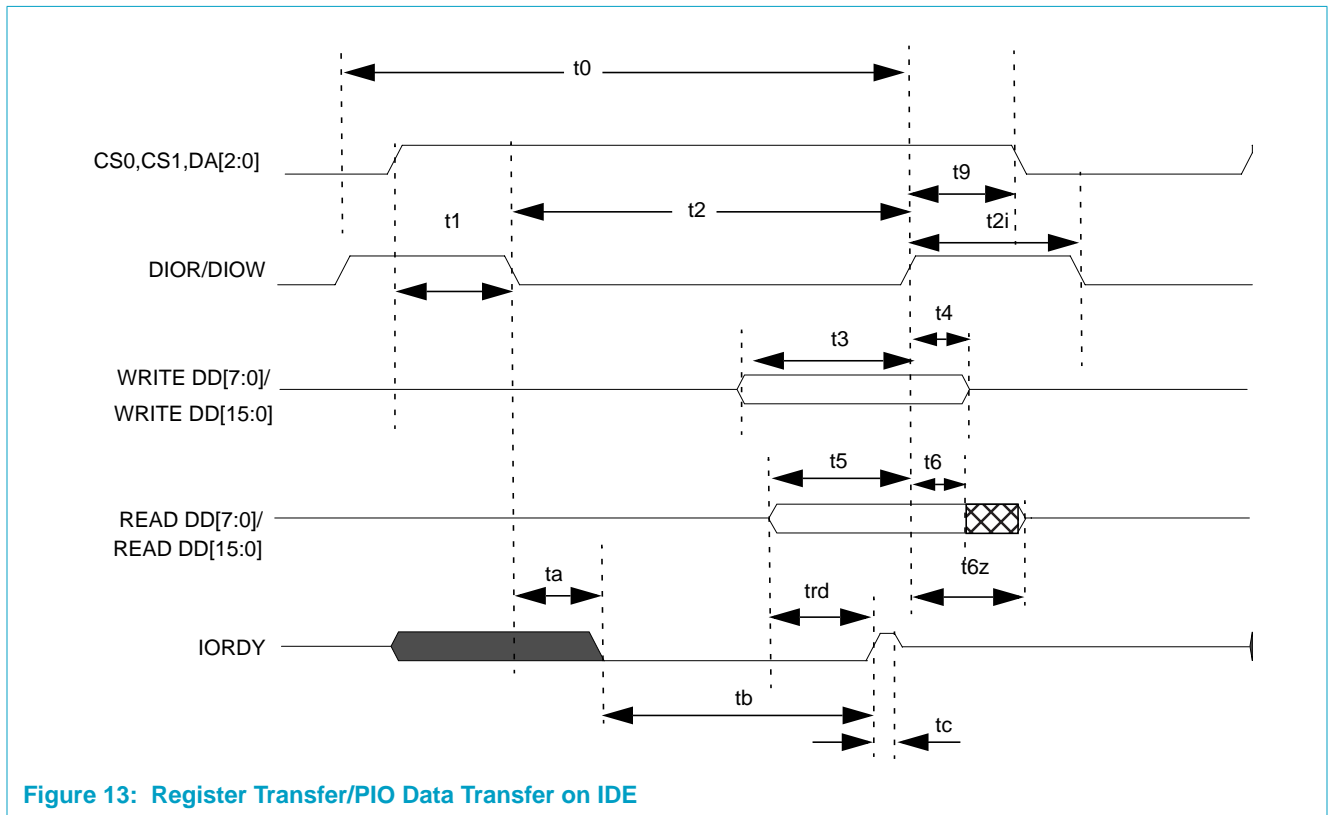 t0
CS0,CS1,DA[2:0]
t9
t1
t2
t2i
DIOR/DIOW
t4
t3
WRITE DD[7:0]/
WRITE DD[15:0]
t5
t6
READ DD[7:0]/
READ DD[15:0]
t6z
ta
trd
IORDY
tb
tc
Figure 13: Register Transfer/PIO Data Transfer on IDE